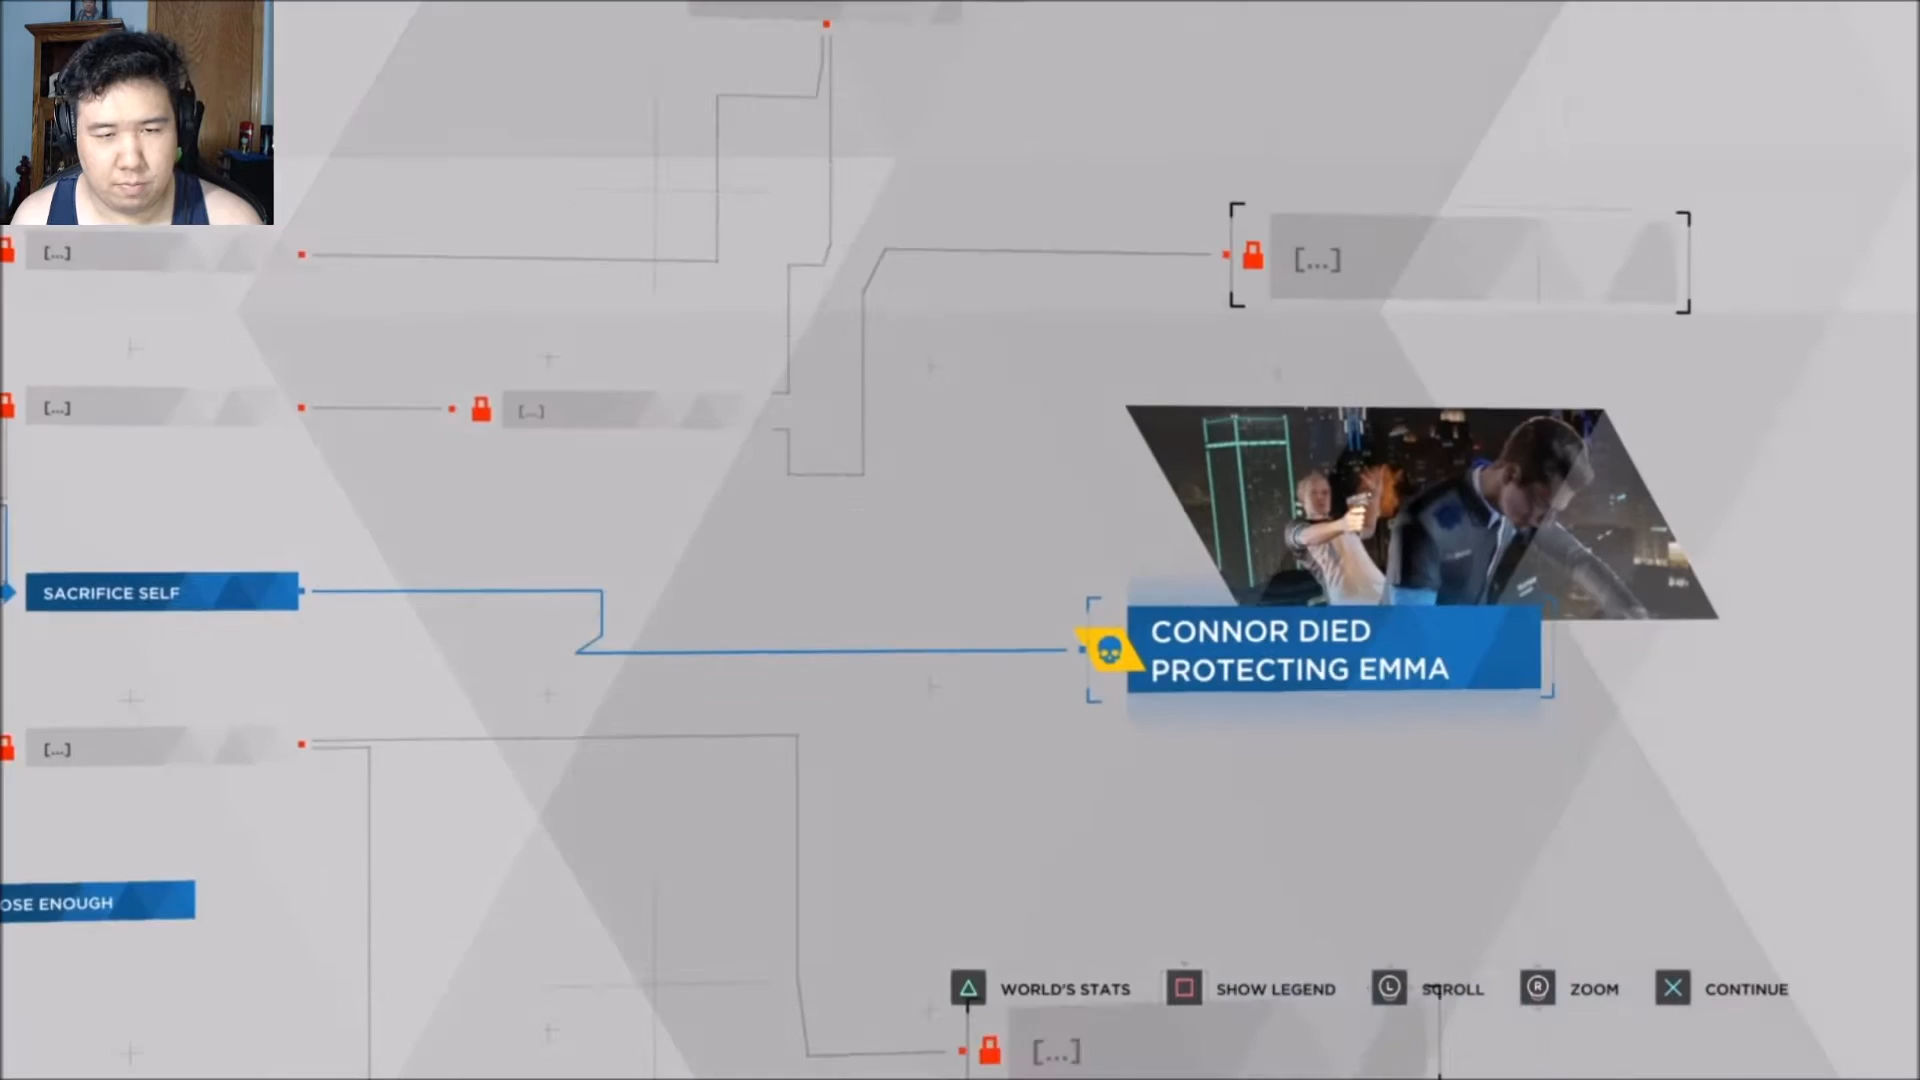 [...]
[...]
[...]
[...]
SACRIFICE SELF
CONNOR DIED
PROTECTING EMMA
[...]
OSE ENOUGH
WORLD'S STATS
SHOW LEGEND
L
SCROLL
R
ZOOM
CONTINUE
[...]